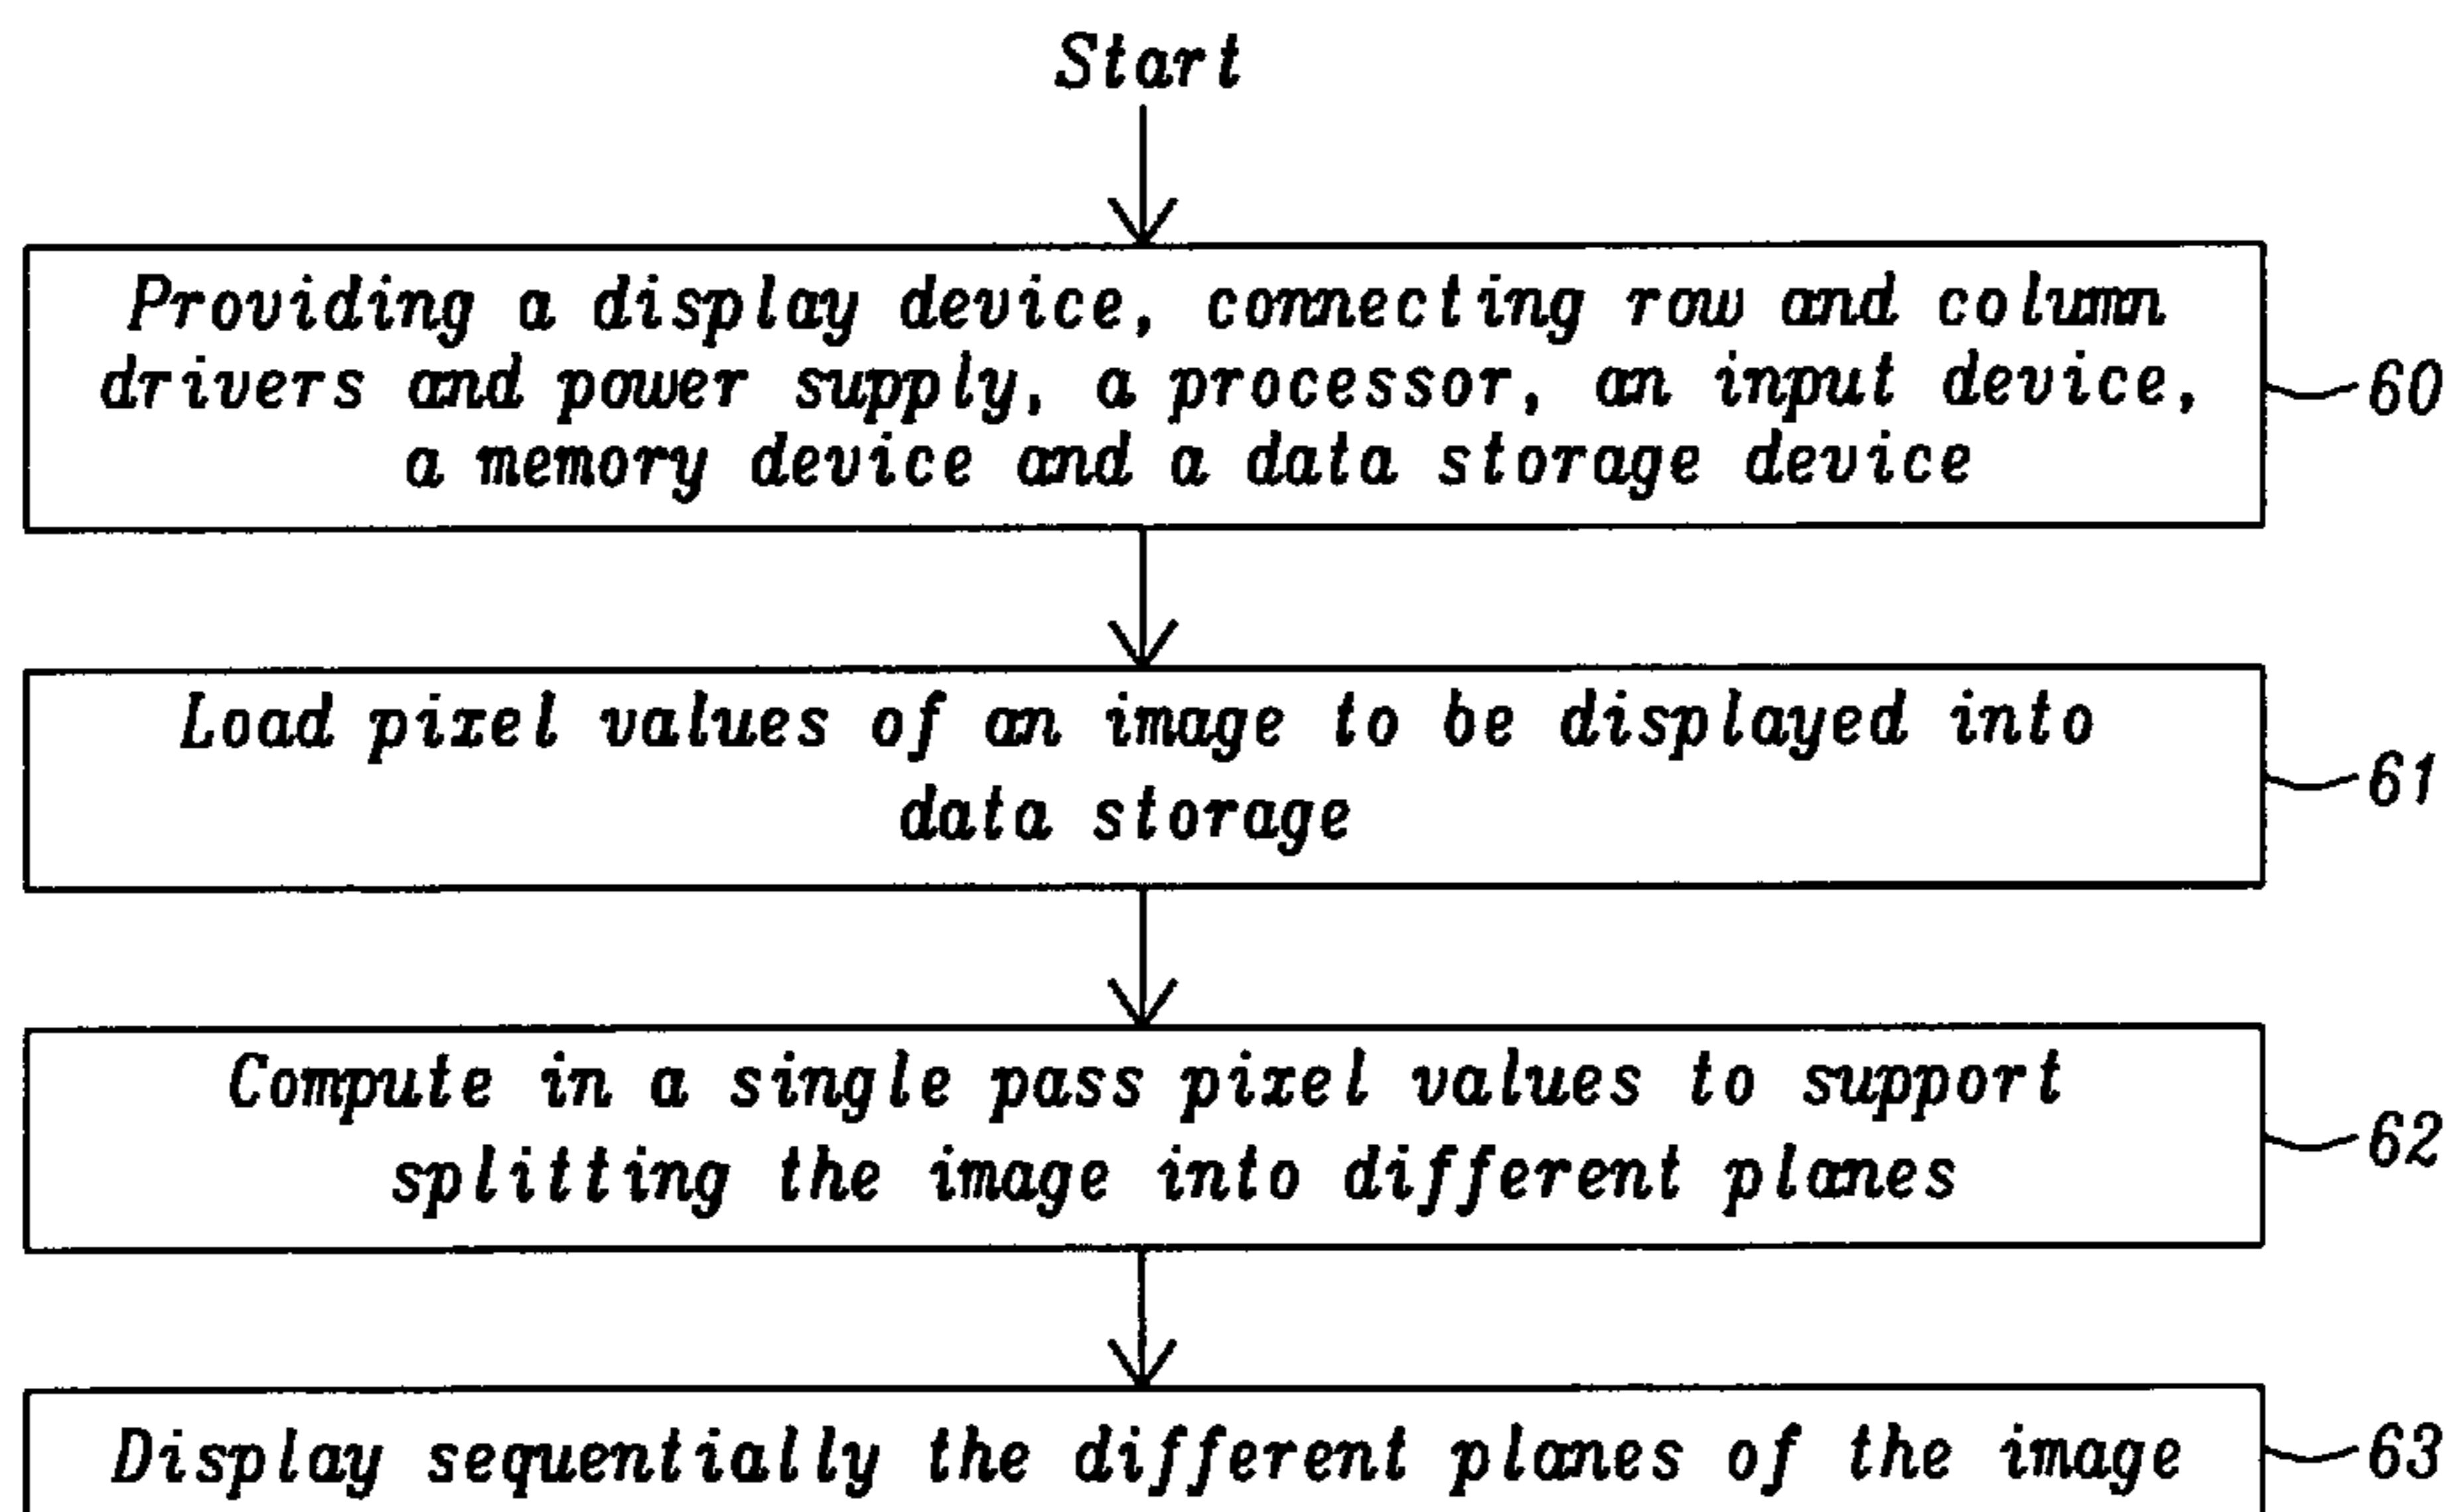 Start
Providing a display device, connecting row and column
drivers and power supply, a processor, an input device,
a memory device and a data storage device
60
Load pixel values of an image to be displayed into
data storage
61
Compute in a single pass pixel values to support
splitting the image into different planes
62
Display sequentially the different planes of the image
63